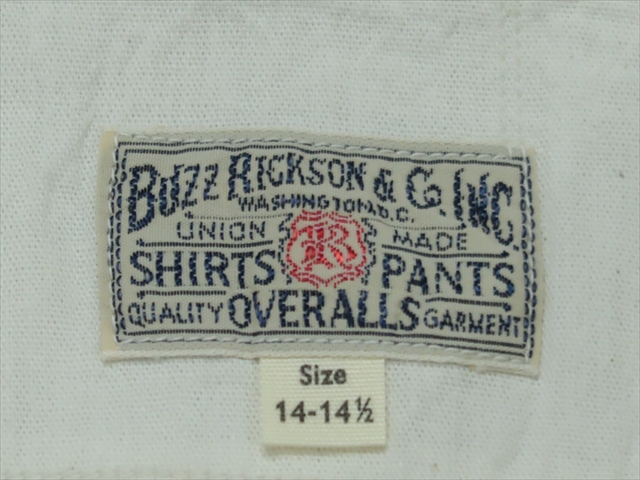 BUZZ RICKSON & CO. INC.
WASHINGTON D.C.
UNION MADE
R
SHIRTS PANTS
QUALITY OVERALLS GARMENT
Size
14-14½